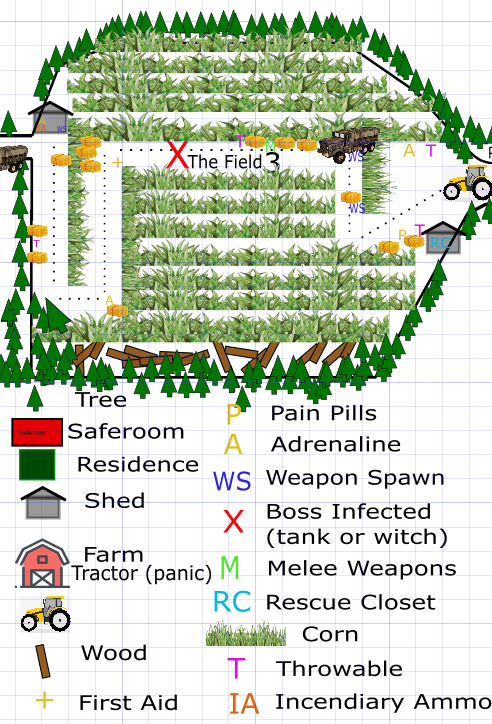 WS
T
M
WS
A
T
The Field
3
WS
P
T
RC
T
A
Tree
P Pain Pills
Saferoom Saferoom
A Adrenaline
Residence
WS Weapon Spawn
Shed
X Boss Infected
(tank or witch)
Farm
M Melee Weapons
Tractor (panic)
RC Rescue Closet
Corn
Wood
T Throwable
First Aid
IA Incendiary Ammo